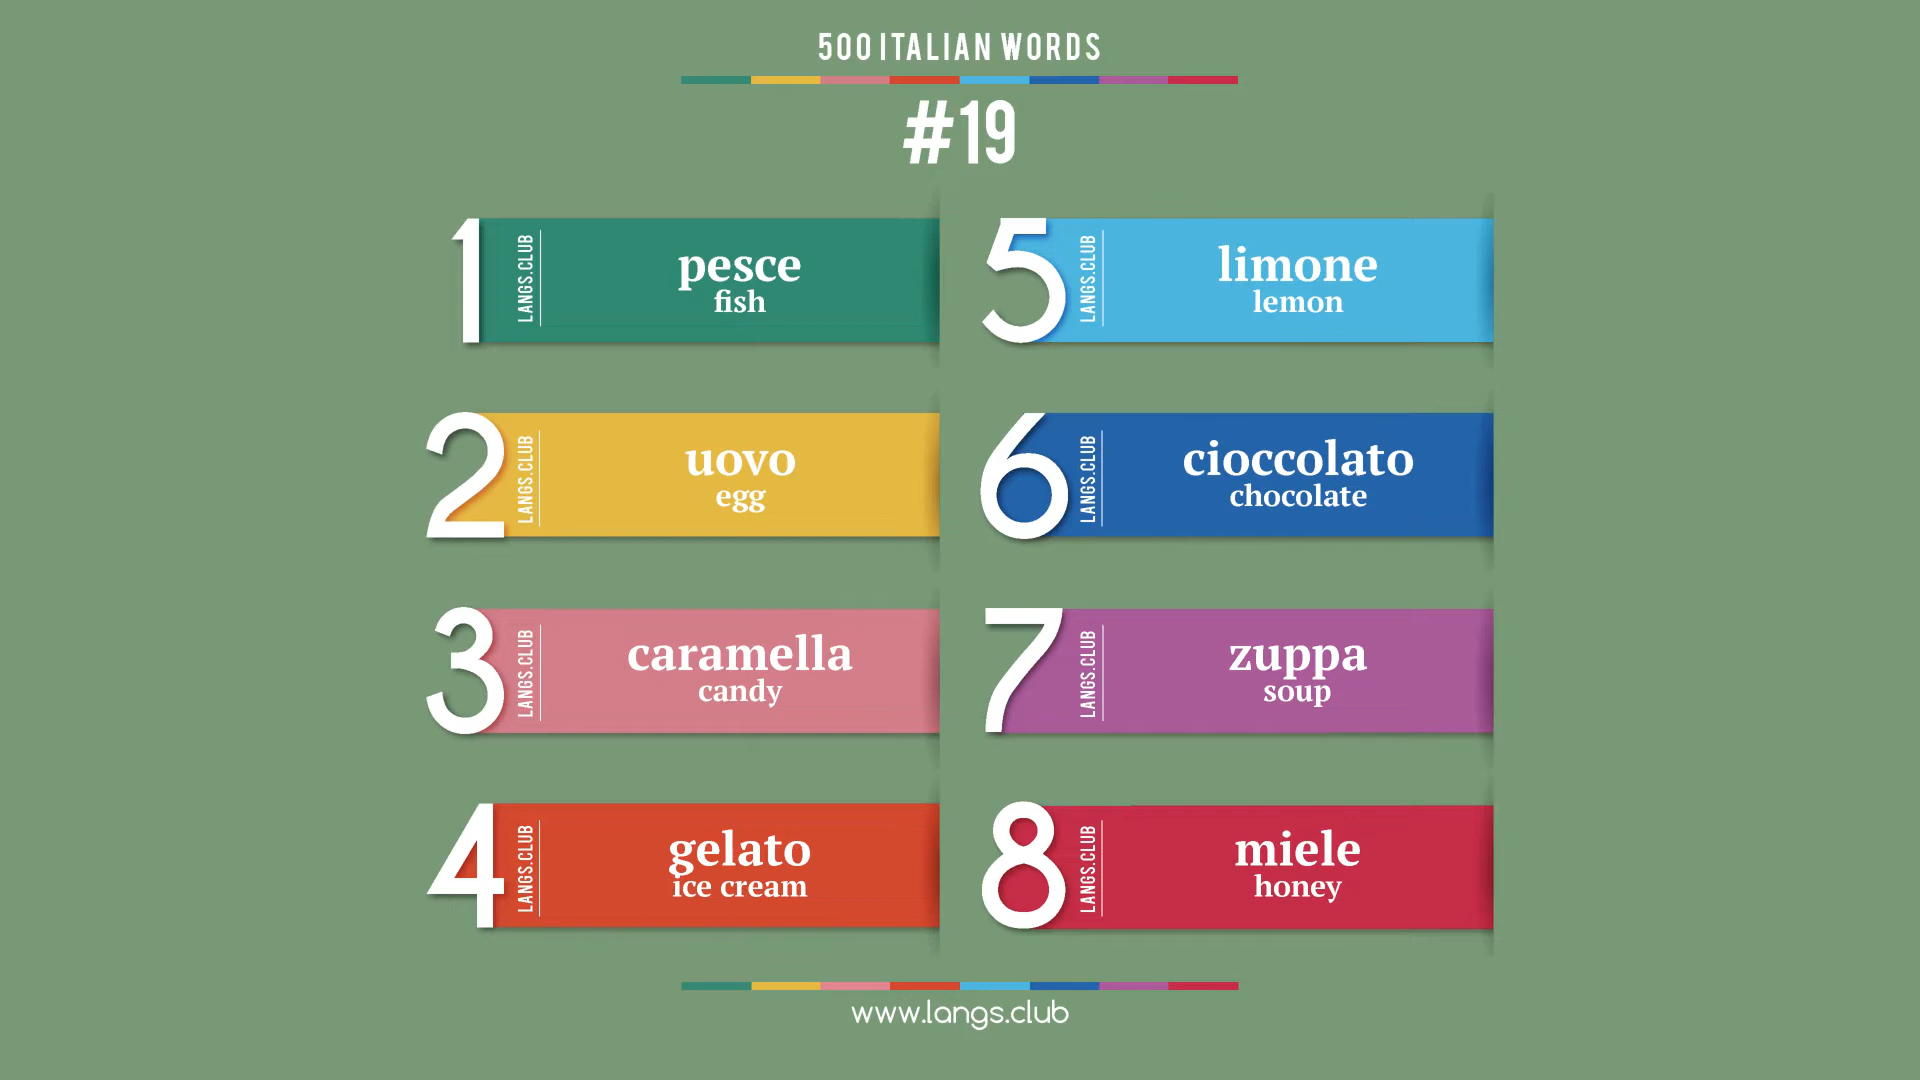 500 ITALIAN WORDS
#19
1
LANGS.CLUB
pesce
fish
2
LANGS.CLUB
uovo
egg
3
LANGS.CLUB
caramella
candy
4
LANGS.CLUB
gelato
ice cream
5
LANGS.CLUB
limone
lemon
6
LANGS.CLUB
cioccolato
chocolate
7
LANGS.CLUB
zuppa
soup
8
LANGS.CLUB
miele
honey
www.langs.club